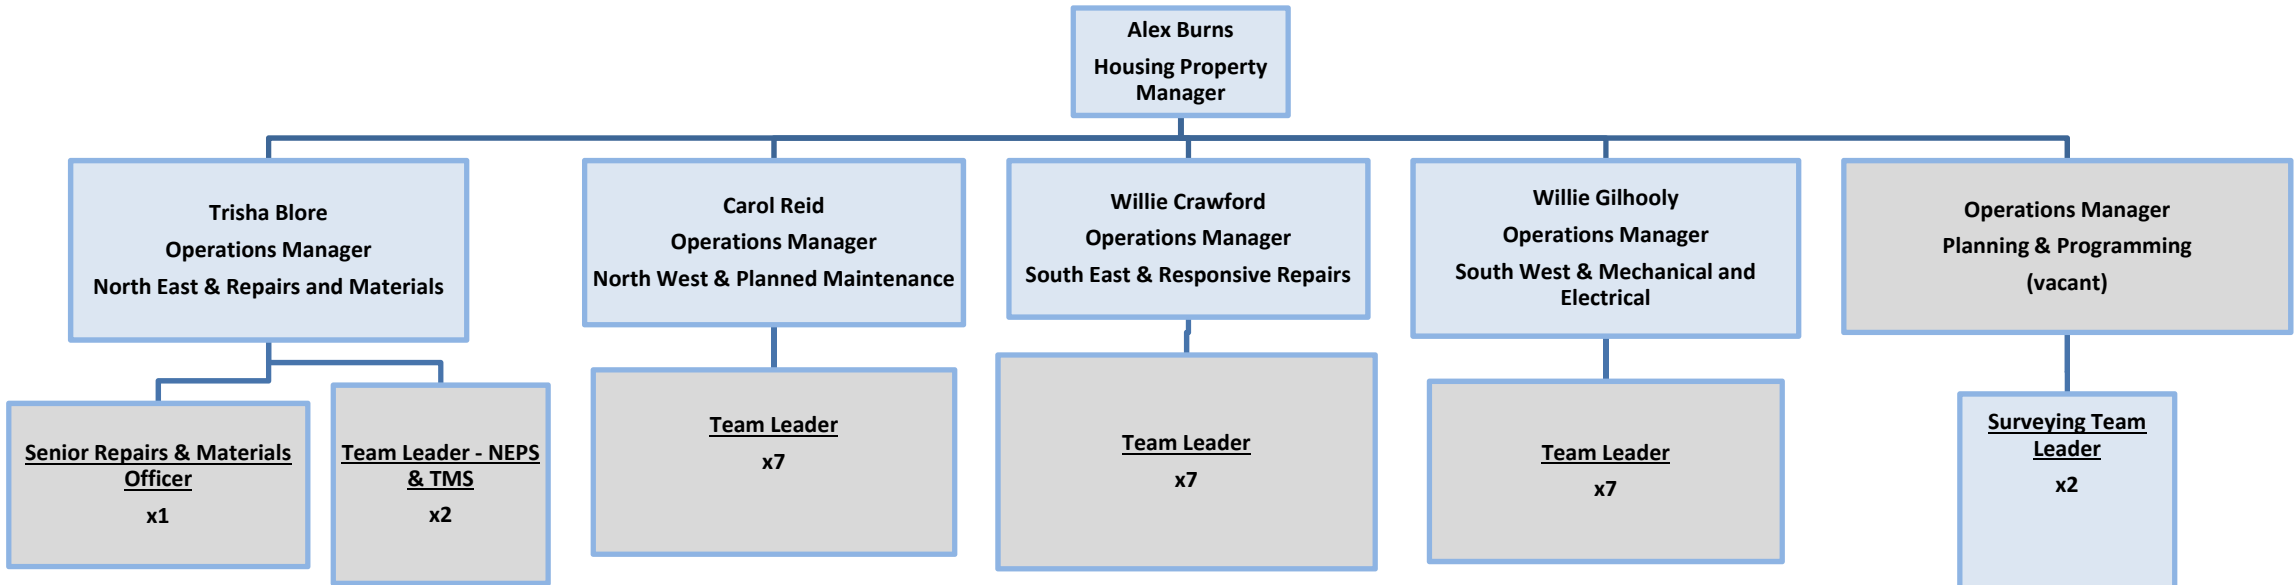 Alex Burns
Housing Property
Manager
Trisha Blore
Operations Manager
North East & Repairs and Materials
Carol Reid
Operations Manager
North West & Planned Maintenance
Willie Crawford
Operations Manager
South East & Responsive Repairs
Willie Gilhooly
Operations Manager
South West & Mechanical and
Electrical
Operations Manager
Planning & Programming
(vacant)
Senior Repairs & Materials
Officer
x1
Team Leader - NEPS
& TMS
x2
Team Leader
x7
Team Leader
x7
Team Leader
x7
Surveying Team
Leader
x2